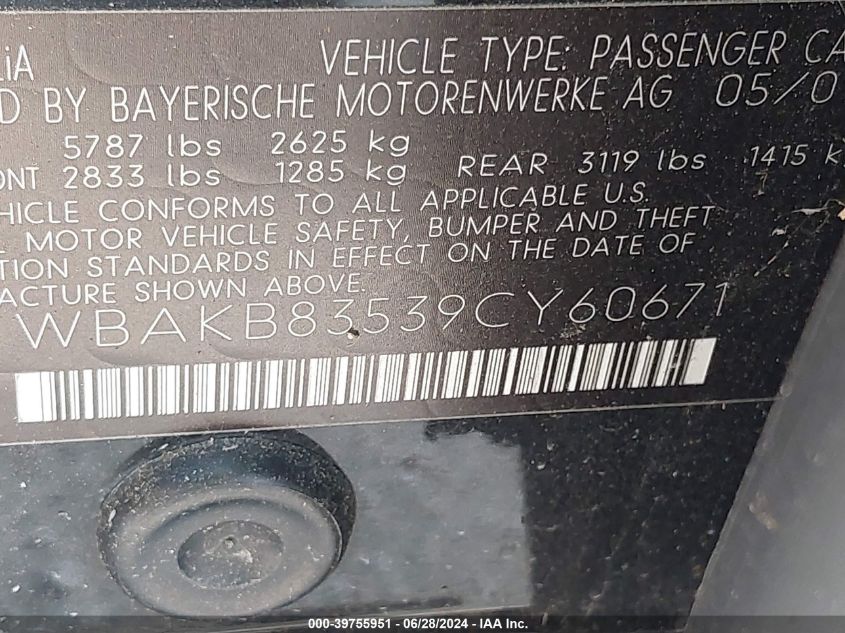 LiA VEHICLE TYPE: PASSENGER CA
D BY BAYERISCHE MOTORENWERKE AG 05/0
5787 lbs 2625 kg
ONT 2833 lbs 1285 kg REAR 3119 lbs 1415 k
HICLE CONFORMS TO ALL APPLICABLE U.S.
MOTOR VEHICLE SAFETY, BUMPER AND THEFT
TION STANDARDS IN EFFECT ON THE DATE OF
FACTURE SHOWN ABOVE.
WBAKB83539CY60671
000-39755951 | 06/28/2024 - IAA Inc.